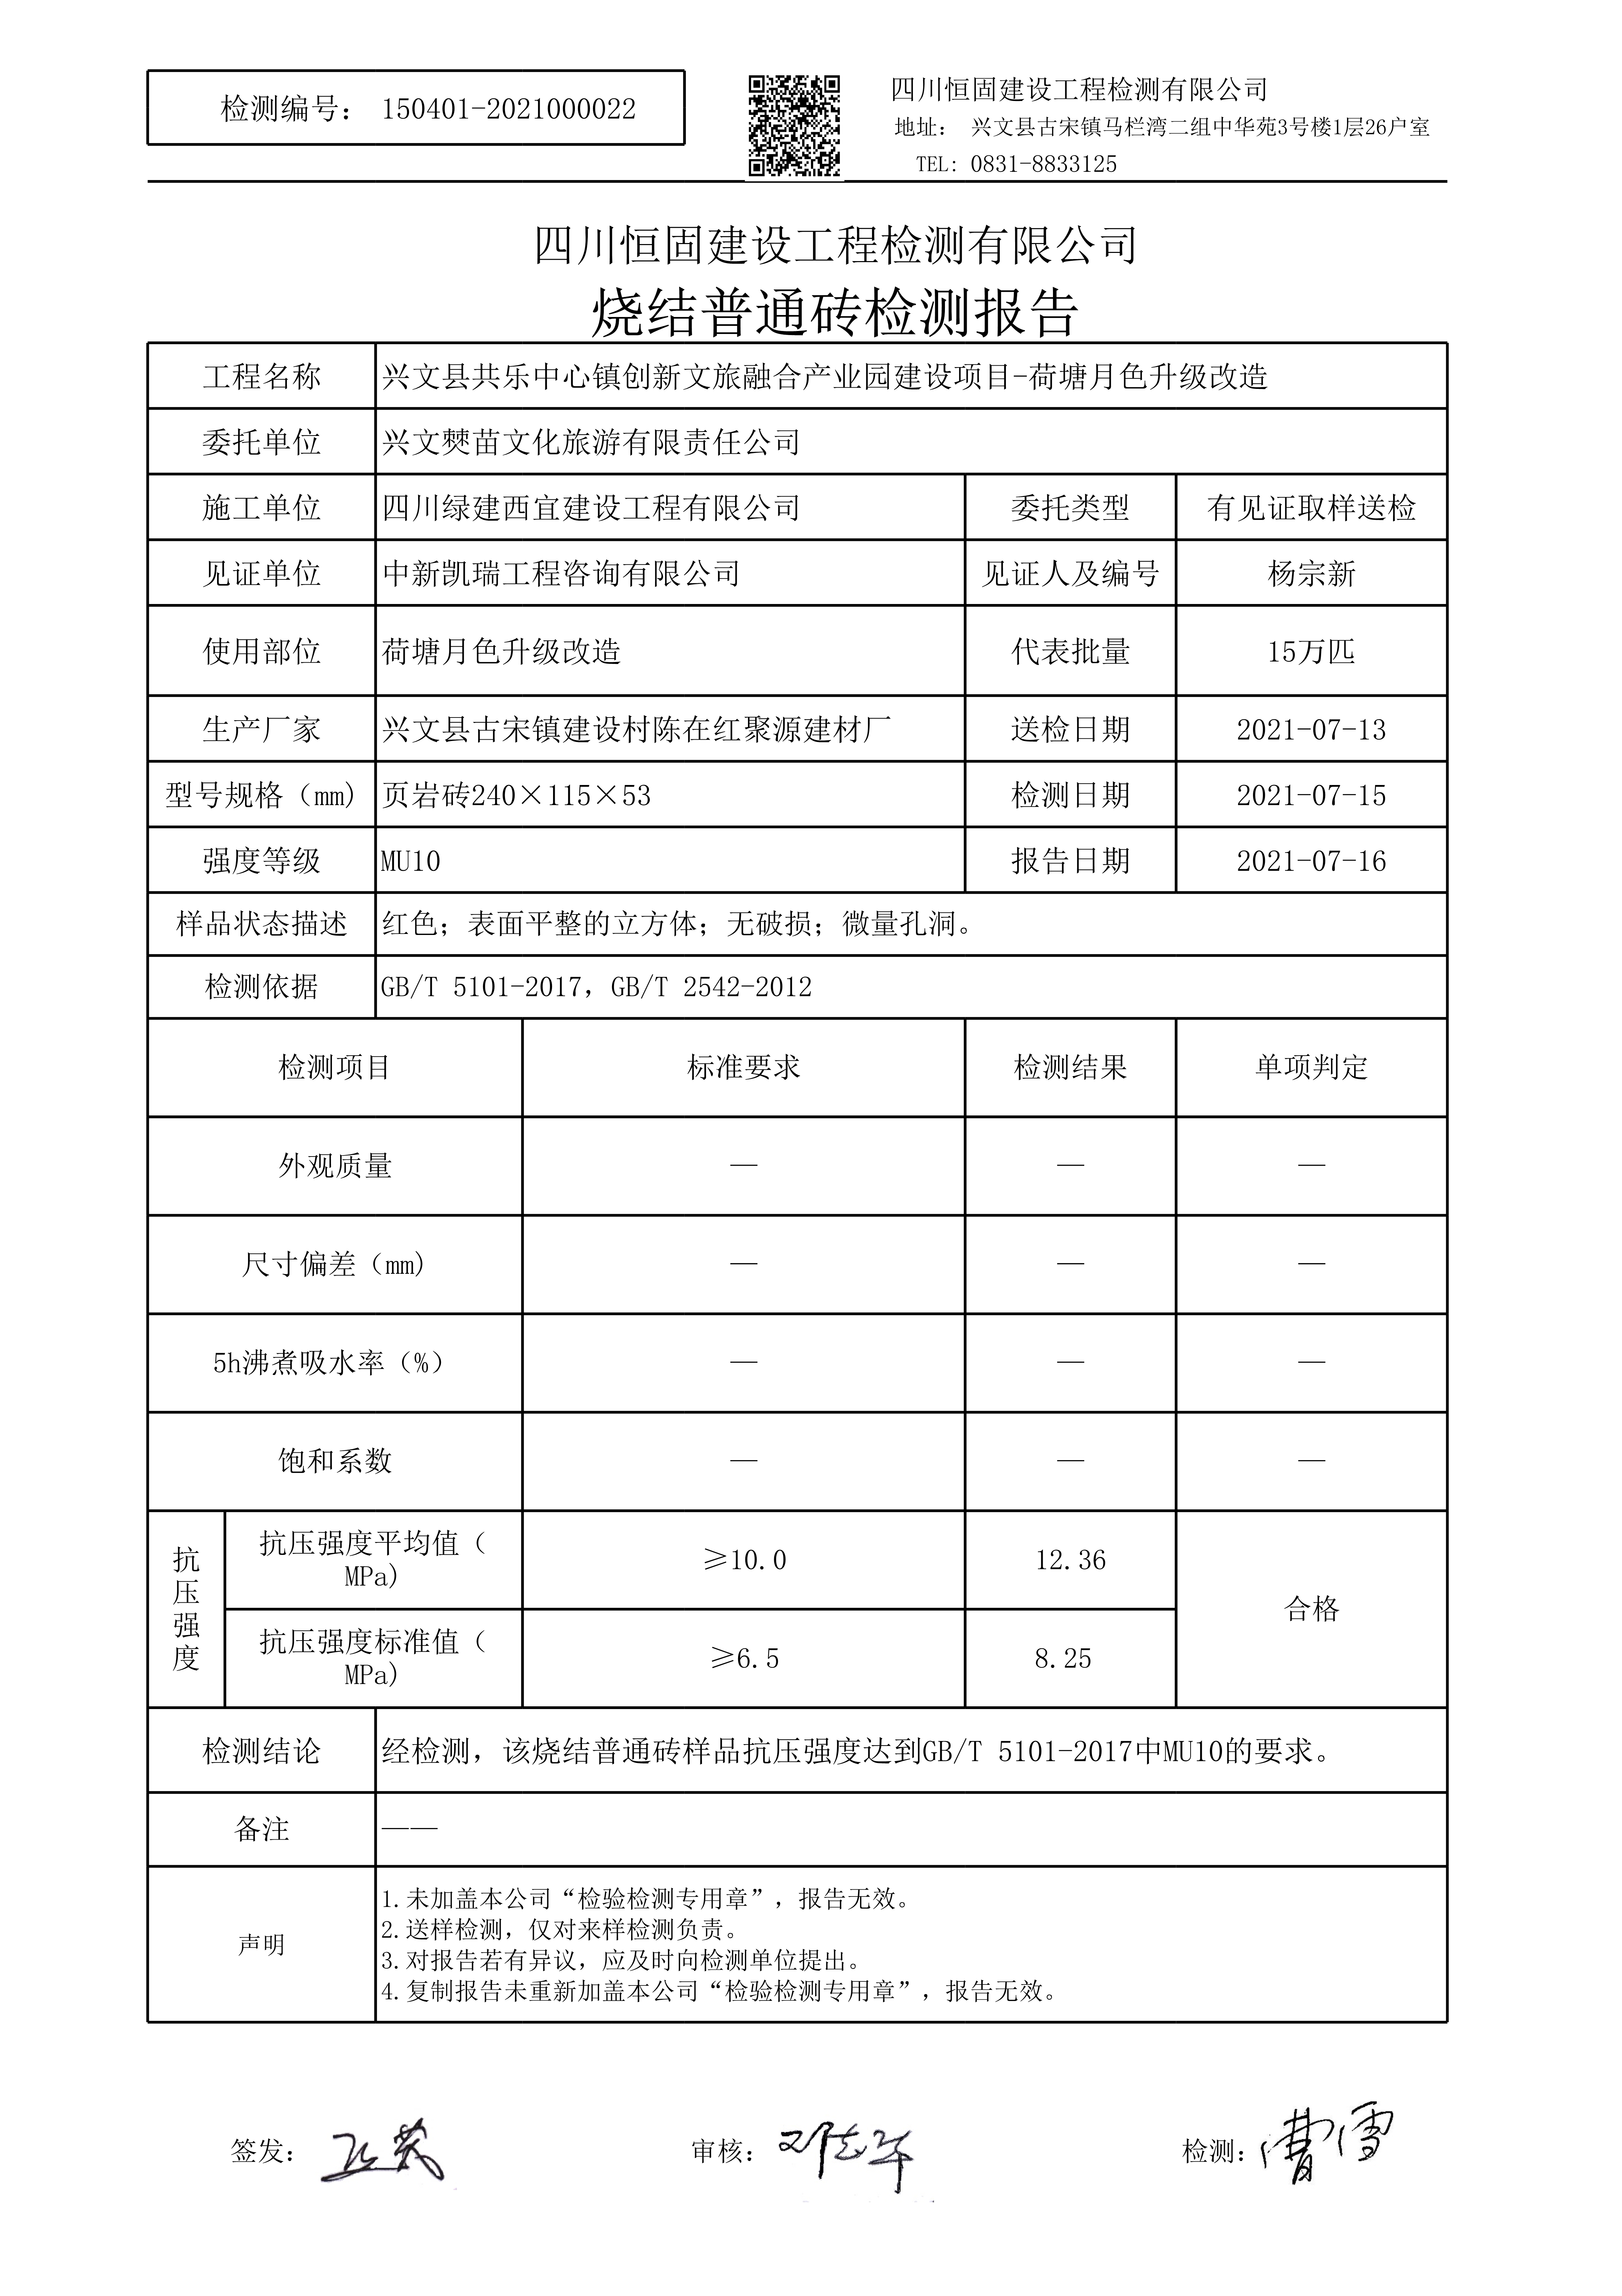 检测编号： 150401-2021000022
四川恒固建设工程检测有限公司
地址： 兴文县古宋镇马栏湾二组中华苑3号楼1层26户室
TEL: 0831-8833125
四川恒固建设工程检测有限公司
烧结普通砖检测报告
工程名称 兴文县共乐中心镇创新文旅融合产业园建设项目-荷塘月色升级改造
委托单位 兴文僰苗文化旅游有限责任公司
施工单位 四川绿建西宜建设工程有限公司 委托类型 有见证取样送检
见证单位 中新凯瑞工程咨询有限公司 见证人及编号 杨宗新
使用部位 荷塘月色升级改造 代表批量 15万匹
生产厂家 兴文县古宋镇建设村陈在红聚源建材厂 送检日期 2021-07-13
型号规格（mm） 页岩砖240×115×53 检测日期 2021-07-15
强度等级 MU10 报告日期 2021-07-16
样品状态描述 红色；表面平整的立方体；无破损；微量孔洞。
检测依据 GB/T 5101-2017，GB/T 2542-2012
检测项目 标准要求 检测结果 单项判定
外观质量 — — —
尺寸偏差（mm） — — —
5h沸煮吸水率（%） — — —
饱和系数 — — —
抗压强度 抗压强度平均值（
MPa） ≥10.0 12.36 合格
抗压强度标准值（
MPa） ≥6.5 8.25
检测结论 经检测，该烧结普通砖样品抗压强度达到GB/T 5101-2017中MU10的要求。
备注 ——
声明 1.未加盖本公司“检验检测专用章”，报告无效。
2.送样检测，仅对来样检测负责。
3.对报告若有异议，应及时向检测单位提出。
4.复制报告未重新加盖本公司“检验检测专用章”，报告无效。
签发： 审核： 检测：曹雪